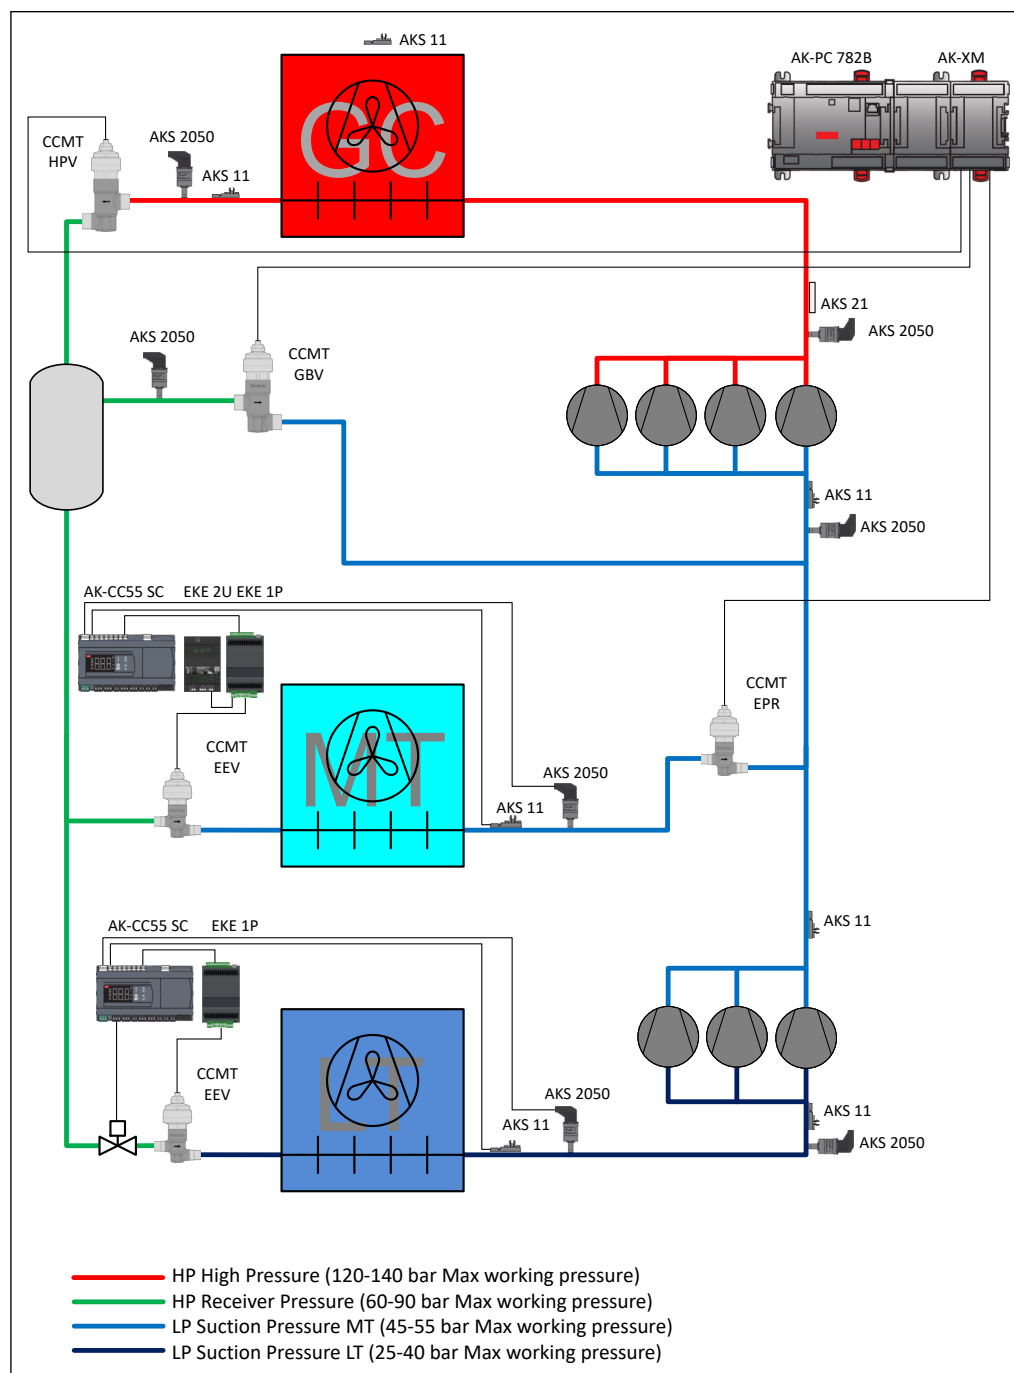 AKS 11
AK-PC 782B
AK-XM
GC
CCMT
HPV
AKS 2050
AKS 11
AKS 21
AKS 2050
AKS 2050
CCMT
GBV
AKS 11
AKS 2050
AK-CC55 SC
EKE 2U EKE 1P
CCMT
EPR
MT
CCMT
EEV
AKS 2050
AKS 11
AKS 11
AK-CC55 SC
EKE 1P
LT
CCMT
EEV
AKS 2050
AKS 11
AKS 11
AKS 2050
HP High Pressure (120-140 bar Max working pressure)
HP Receiver Pressure (60-90 bar Max working pressure)
LP Suction Pressure MT (45-55 bar Max working pressure)
LP Suction Pressure LT (25-40 bar Max working pressure)